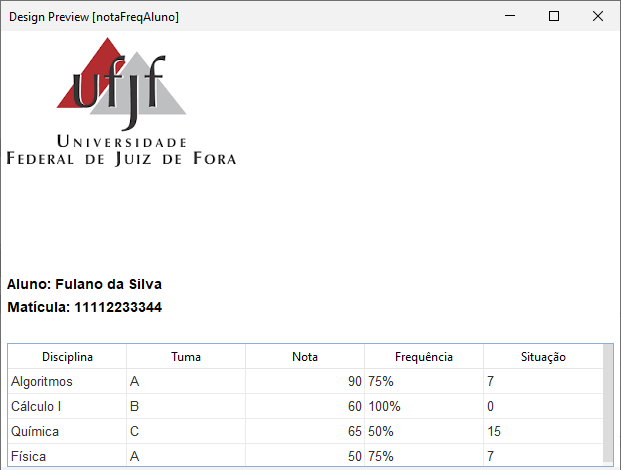 Design Preview [notaFreqAluno]
ufjf
UNIVERSIDADE
FEDERAL DE JUIZ DE FORA
Aluno: Fulano da Silva
Matícula: 11112233344
Disciplina Tuma Nota Frequência Situação
Algoritmos A 90 75% 7
Cálculo I B 60 100% 0
Química C 65 50% 15
Física A 50 75% 7